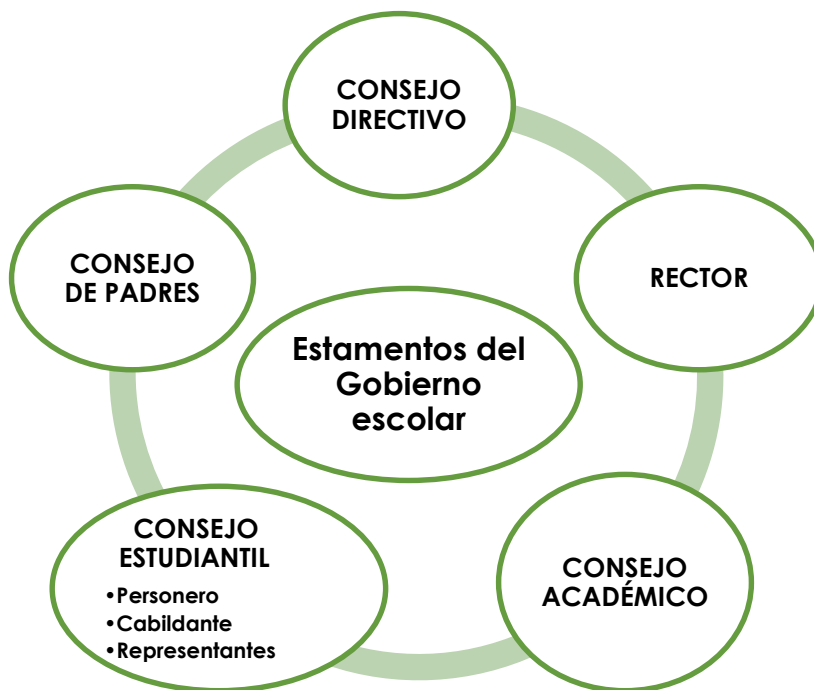 CONSEJO
DIRECTIVO
RECTOR
CONSEJO
ACADÉMICO
CONSEJO
ESTUDIANTIL
•Personero
•Cabildante
•Representantes
CONSEJO
DE PADRES
Estamentos del
Gobierno
escolar